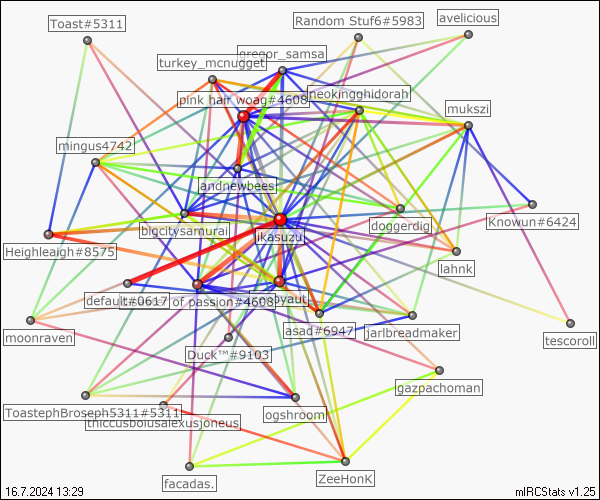 Toast#5311
Random Stuf6#5983
avelicious
gregor_samsa
turkey_mcnugget
pink hair woag#4608
neokingghidorah
mukszi
mingus4742
andnewbees
bigcitysamurai
ikasuzu
doggerdig
Knowun#6424
Heighleaigh#8575
lahnk
default#0617
of passion#4608
byaut
asad#6947
jarlbreadmaker
moonraven
tescoroll
Duck™#9103
gazpachoman
ToastephBroseph5311#5311
thiccusbolusalexusjoneus
ogshroom
facadas.
ZeeHonK
16.7.2024 13:29
mIRCStats v1.25